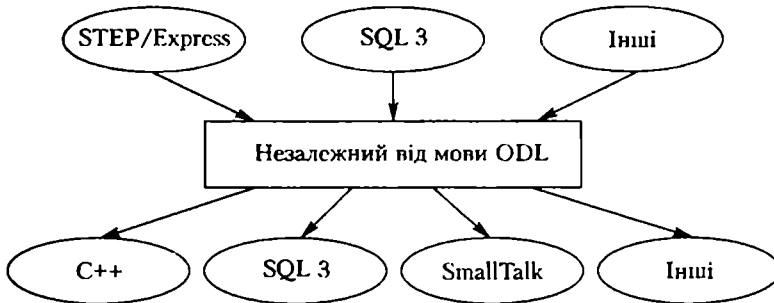 STEP/Express
SQL 3
Інші
Незалежний від мови ODL
C++
SQL 3
SmallTalk
Інші